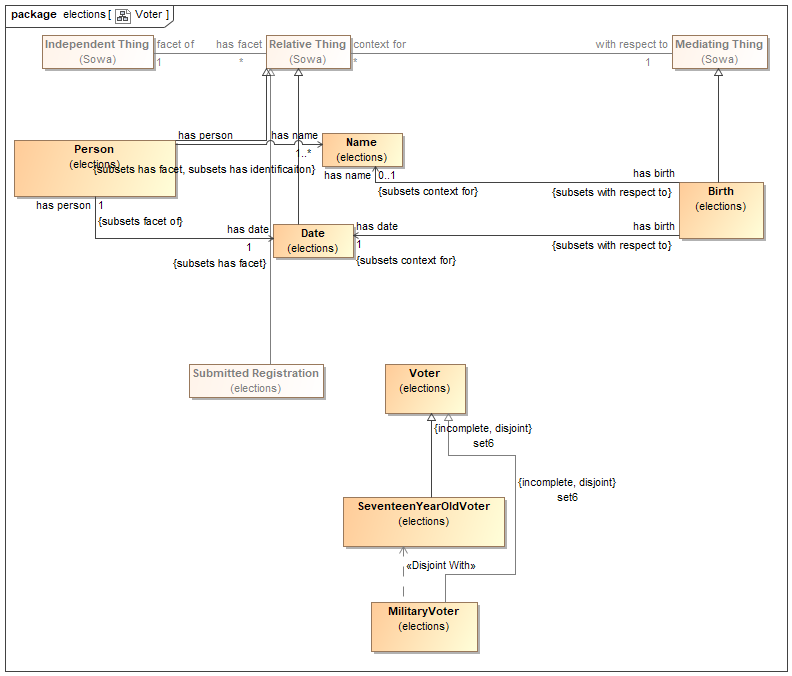 package elections [ Voter ]
Independent Thing
(Sowa)
facet of
1
has facet
*
Relative Thing
(Sowa)
context for
*
with respect to
1
Mediating Thing
(Sowa)
Person
(elections)
has person
has name
1..*
{subsets has facet, subsets has identificaiton}
Name
(elections)
has name
0..1
{subsets context for}
has birth
{subsets with respect to}
Birth
(elections)
has person
1
{subsets facet of}
has date
1
{subsets has facet}
Date
(elections)
has date
1
{subsets context for}
has birth
{subsets with respect to}
Submitted Registration
(elections)
Voter
(elections)
{incomplete, disjoint}
set6
{incomplete, disjoint}
set6
SeventeenYearOldVoter
(elections)
«Disjoint With»
MilitaryVoter
(elections)